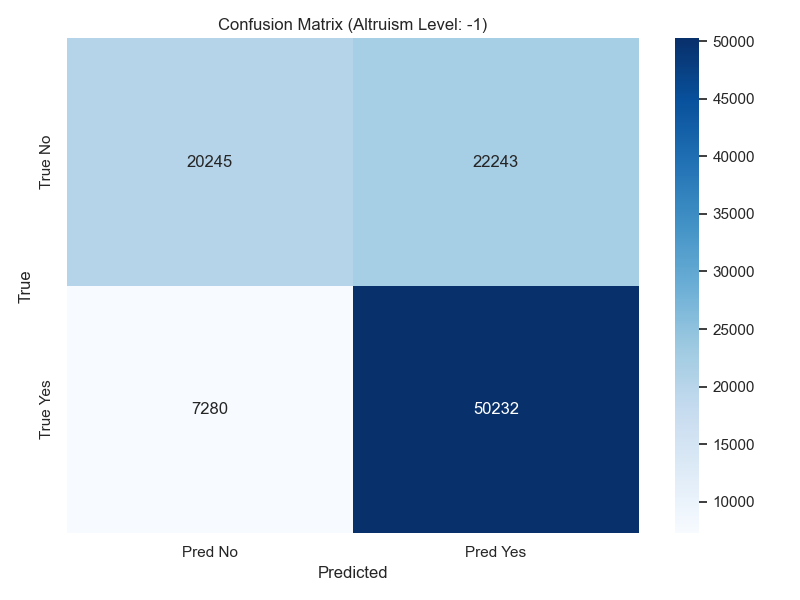 Confusion Matrix (Altruism Level: -1)
True No
20245
22243
True Yes
7280
50232
True
Pred No
Pred Yes
Predicted
50000
45000
40000
35000
30000
25000
20000
15000
10000